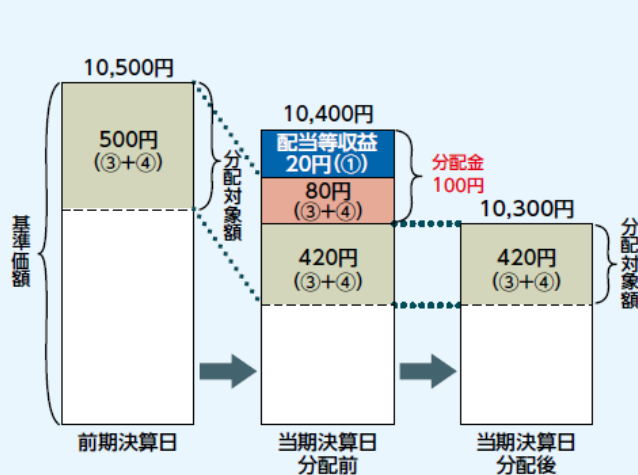 10,500円
500円
(③+④)
分配対象額
基準価額
前期決算日
10,400円
配当等収益
20円(①)
80円
(③+④)
420円
(③+④)
分配金
100円
当期決算日
分配前
10,300円
420円
(③+④)
分配対象額
当期決算日
分配後